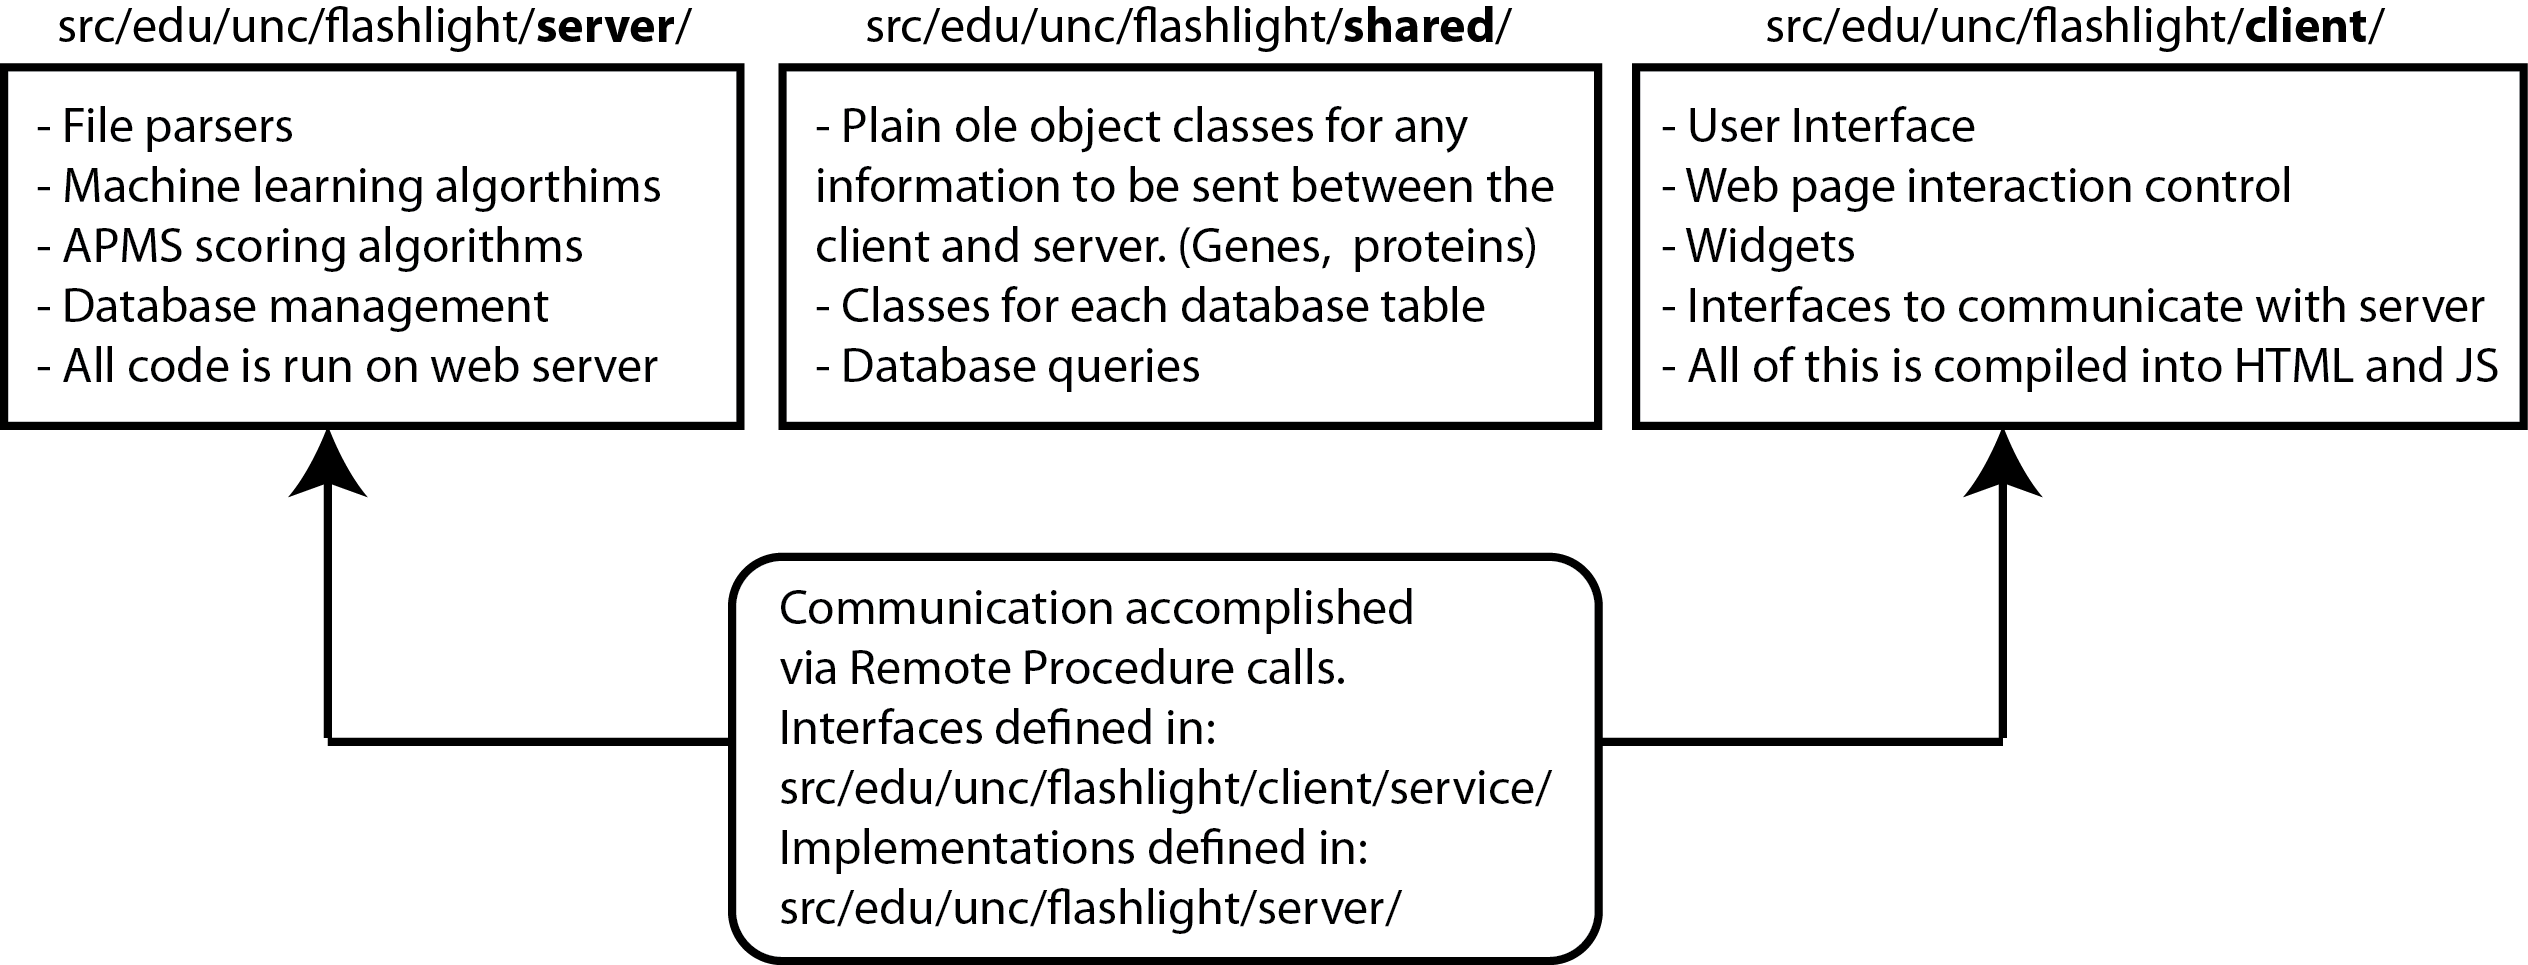 src/edu/unc/flashlight/server/
- File parsers
- Machine learning algorthims
- APMS scoring algorithms
- Database management
- All code is run on web server
src/edu/unc/flashlight/shared/
- Plain ole object classes for any
information to be sent between the
client and server. (Genes,  proteins)
- Classes for each database table
- Database queries
src/edu/unc/flashlight/client/
- User Interface
- Web page interaction control
- Widgets
- Interfaces to communicate with server
- All of this is compiled into HTML and JS
Communication accomplished
via Remote Procedure calls.
Interfaces defined in:
src/edu/unc/flashlight/client/service/
Implementations defined in:
src/edu/unc/flashlight/server/